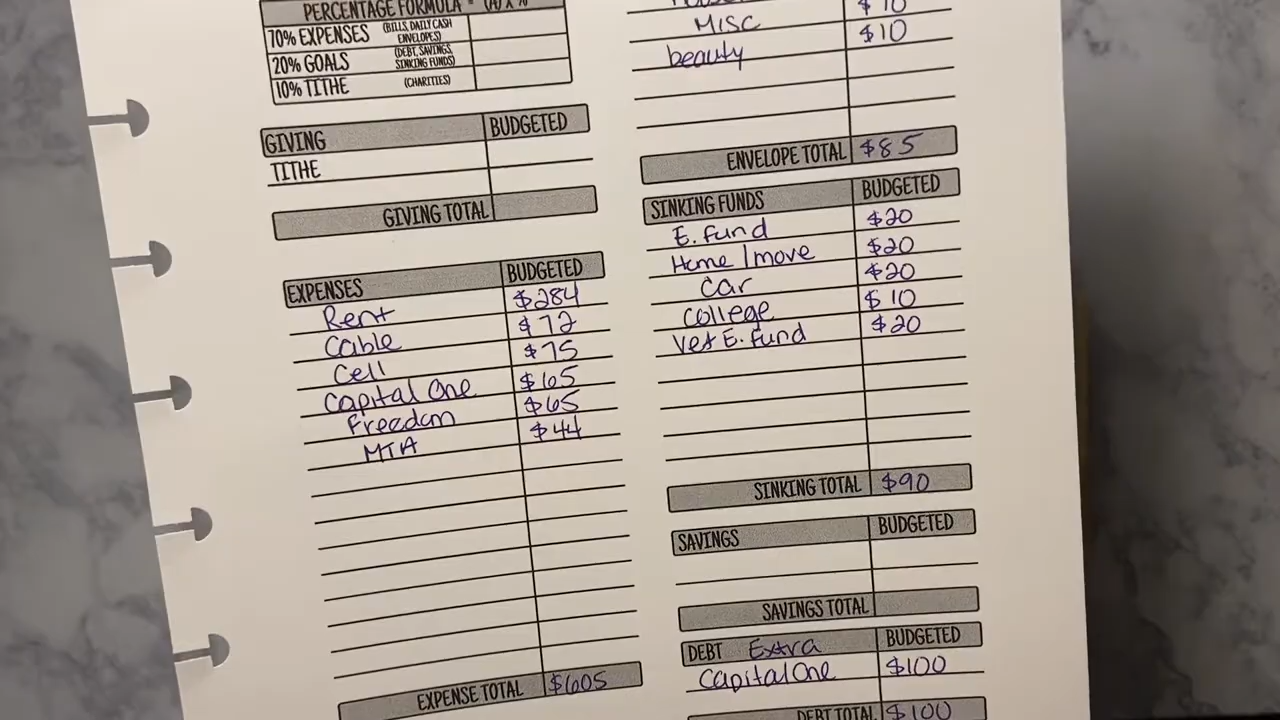 PERCENTAGE FORMULA = (A) X %
70% EXPENSES (BILLS, DAILY CASH ENVELOPES)
20% GOALS (DEBT, SAVINGS, SINKING FUNDS)
10% TITHE (CHARITIES)
GIVING BUDGETED
TITHE
GIVING TOTAL
EXPENSES BUDGETED
Rent $284
Cable $72
Cell $75
Capital One $65
Freedom $65
MTA $44
EXPENSE TOTAL $605
$10
Misc $10
beauty
ENVELOPE TOTAL $85
SINKING FUNDS BUDGETED
E. fund $20
Home/move $20
Car $20
College $10
Vet E. fund $20
SINKING TOTAL $90
SAVINGS BUDGETED
SAVINGS TOTAL
DEBT Extra BUDGETED
Capital One $100
DEBT TOTAL $100